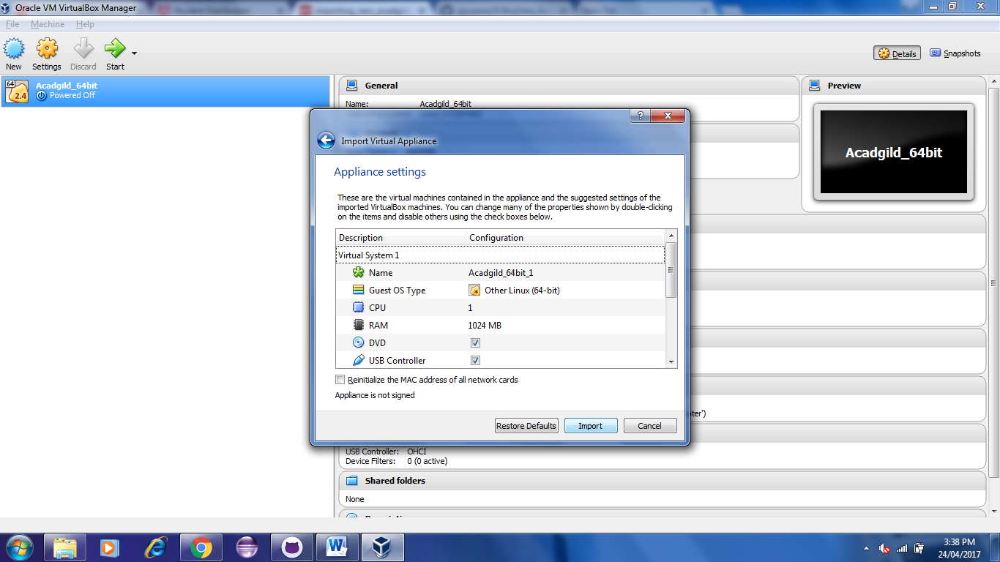 Oracle VM VirtualBox Manager
File Machine Help
New Settings Discard Start
Details Snapshots
64
2.4
Acadgild_64bit
Powered Off
General
Name: Acadgild_64bit
Preview
Acadgild_64bit
Import Virtual Appliance
Appliance settings
These are the virtual machines contained in the appliance and the suggested settings of the
imported VirtualBox machines. You can change many of the properties shown by double-clicking
on the items and disable others using the check boxes below.
Description Configuration
Virtual System 1
Name Acadgild_64bit_1
Guest OS Type Other Linux (64-bit)
CPU 1
RAM 1024 MB
DVD
USB Controller
Reinitialize the MAC address of all network cards
Appliance is not signed
Restore Defaults Import Cancel
USB Controller: OHCI
Device Filters: 0 (0 active)
Shared folders
None
3:38 PM
24/04/2017